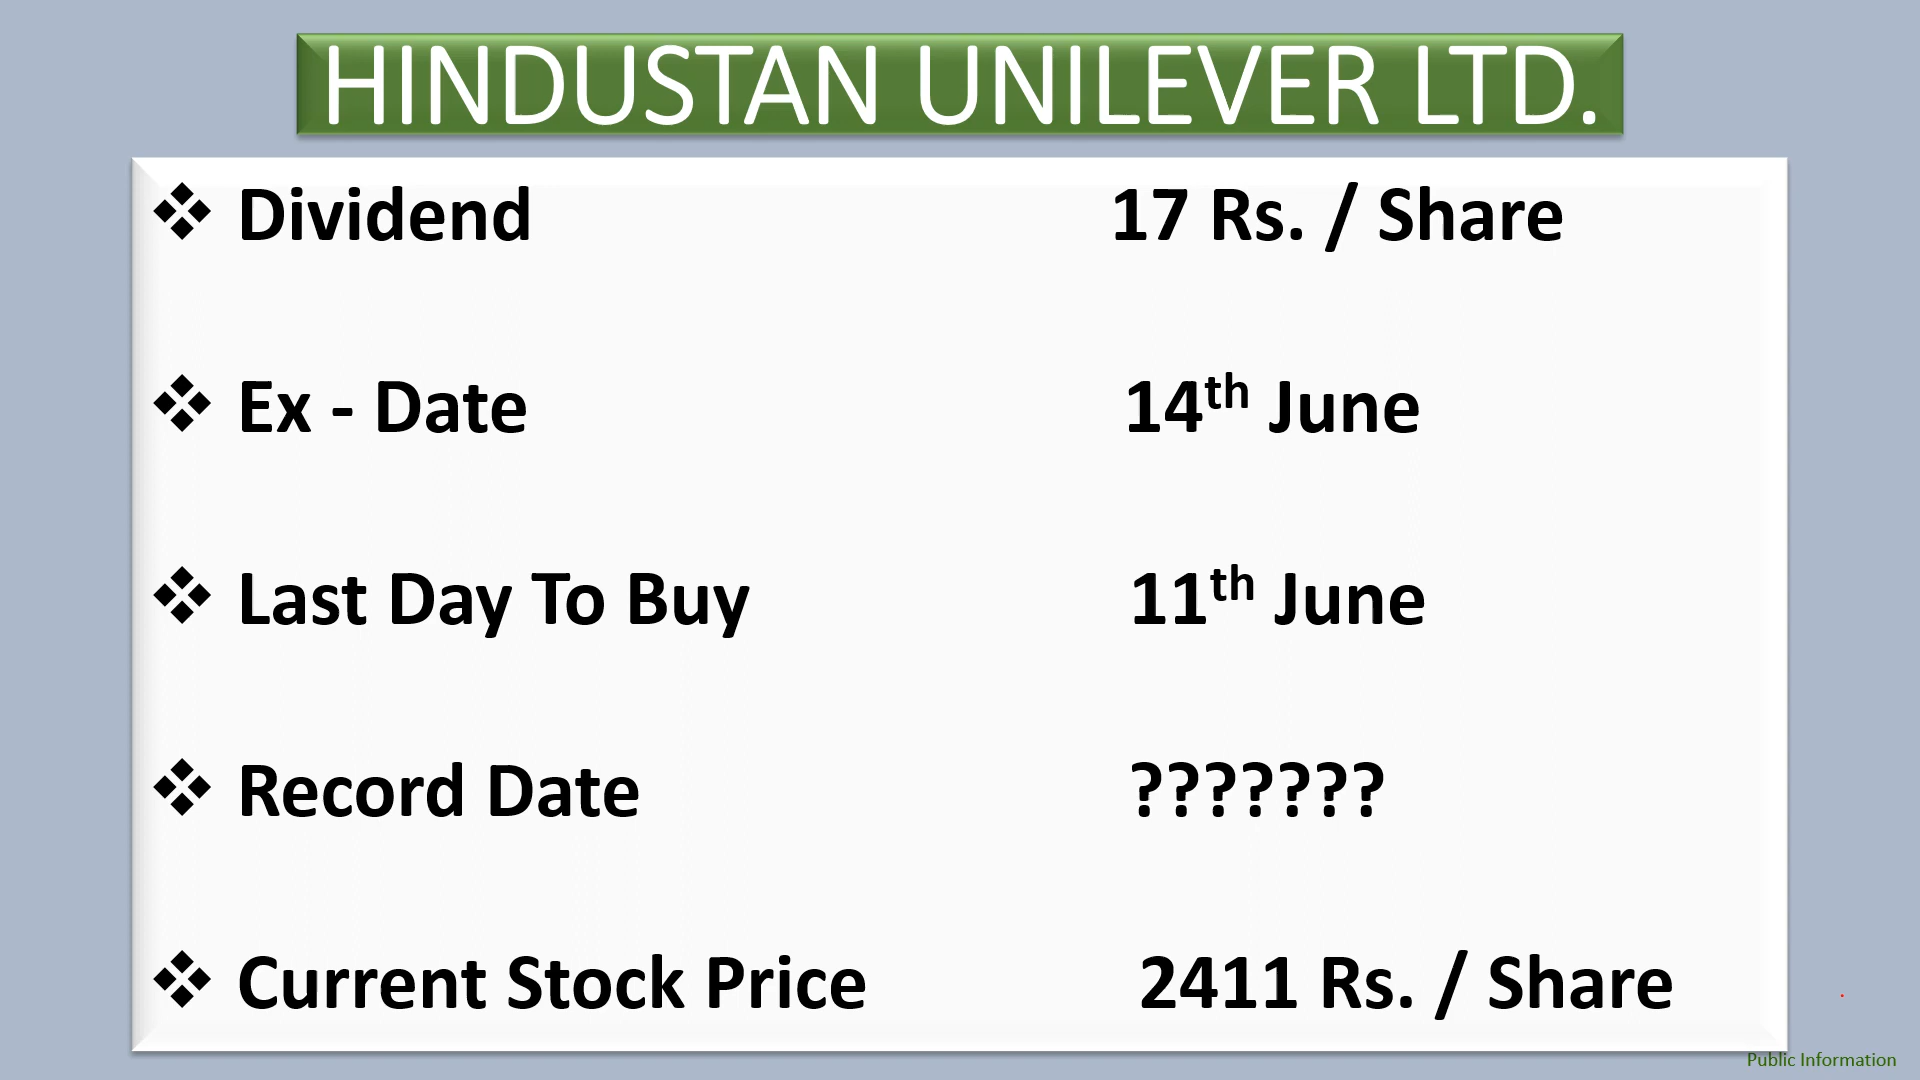 HINDUSTAN UNILEVER LTD.
❖ Dividend 17 Rs. / Share
❖ Ex - Date 14th June
❖ Last Day To Buy 11th June
❖ Record Date ???????
❖ Current Stock Price 2411 Rs. / Share
Public Information